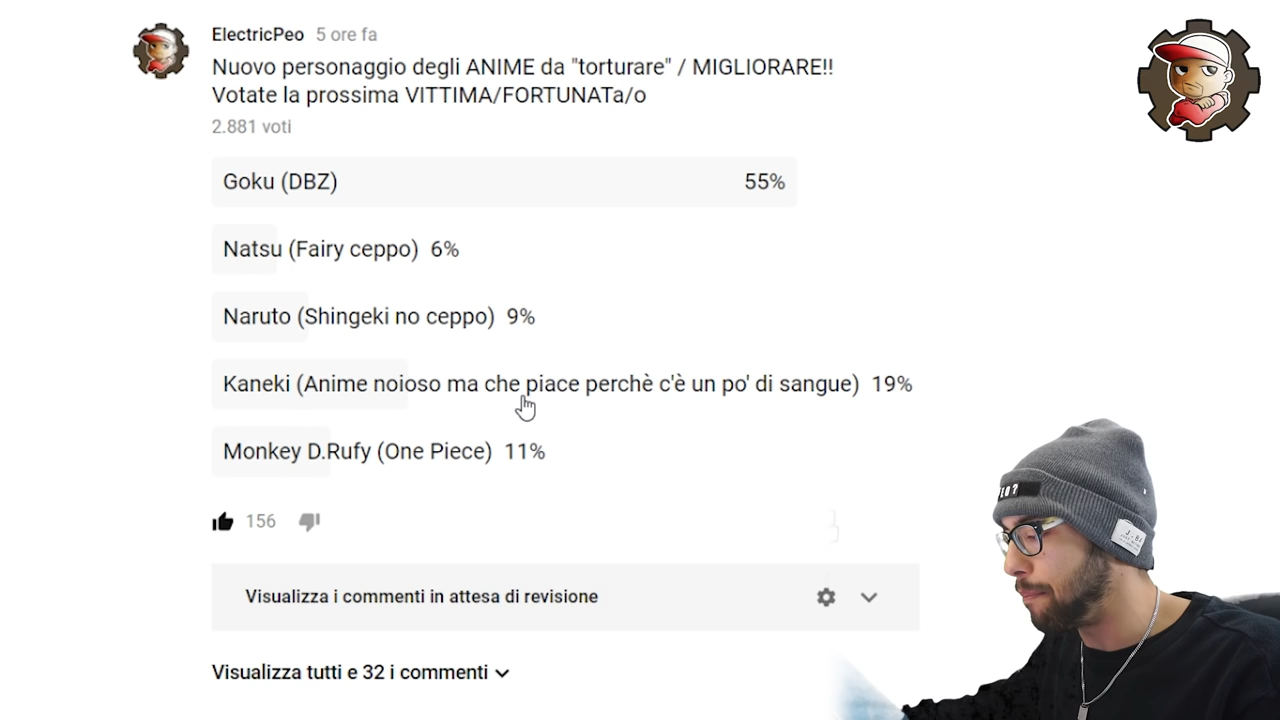 ElectricPeo 5 ore fa
Nuovo personaggio degli ANIME da "torturare" / MIGLIORARE!!
Votate la prossima VITTIMA/FORTUNATa/o
2.881 voti
Goku (DBZ) 55%
Natsu (Fairy ceppo) 6%
Naruto (Shingeki no ceppo) 9%
Kaneki (Anime noioso ma che piace perchè c'è un po' di sangue) 19%
Monkey D.Rufy (One Piece) 11%
156
Visualizza i commenti in attesa di revisione
Visualizza tutti e 32 i commenti